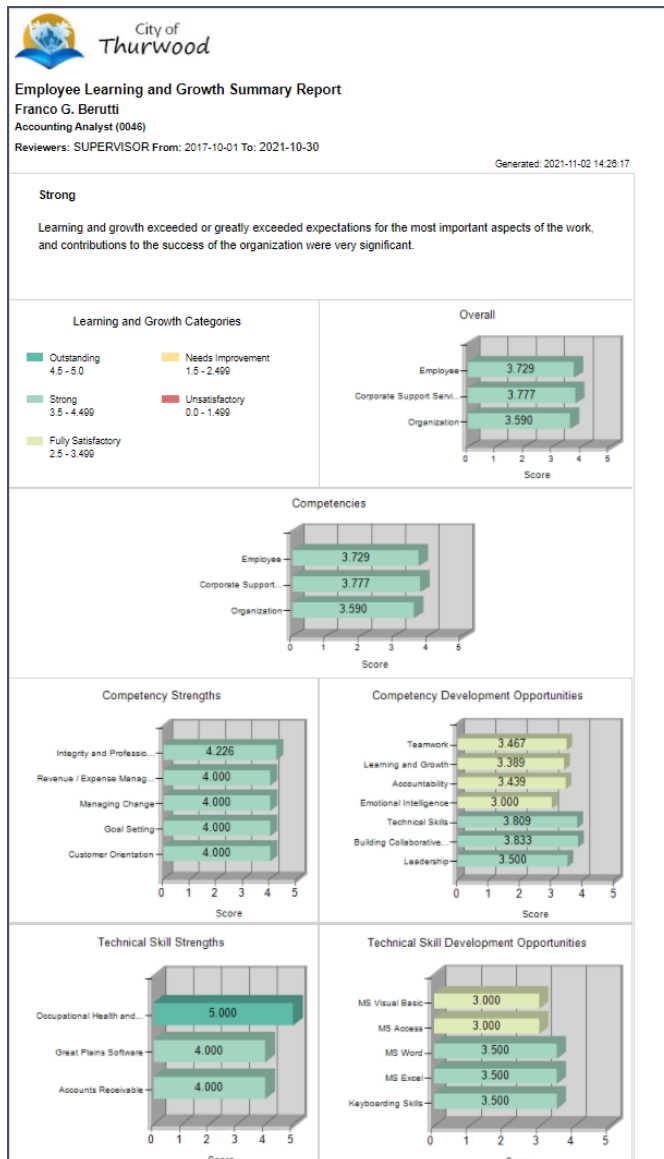 City of
Thurwood
Employee Learning and Growth Summary Report
Franco G. Berutti
Accounting Analyst (0046)
Reviewers: SUPERVISOR From: 2017-10-01 To: 2021-10-30
Generated: 2021-11-02 14:26:17
Strong
Learning and growth exceeded or greatly exceeded expectations for the most important aspects of the work,
and contributions to the success of the organization were very significant.
Learning and Growth Categories
Outstanding
4.5 - 5.0
Needs Improvement
1.5 - 2.499
Strong
3.5 - 4.499
Unsatisfactory
0.0 - 1.499
Fully Satisfactory
2.5 - 3.499
Overall
Employee 3.729
Corporate Support Servi... 3.777
Organization 3.590
0 1 2 3 4 5
Score
Competencies
Employee 3.729
Corporate Support... 3.777
Organization 3.590
0 1 2 3 4 5
Score
Competency Strengths
Integrity and Professio... 4.226
Revenue / Expense Manag... 4.000
Managing Change 4.000
Goal Setting 4.000
Customer Orientation 4.000
0 1 2 3 4 5
Score
Competency Development Opportunities
Teamwork 3.467
Learning and Growth 3.389
Accountability 3.439
Emotional Intelligence 3.000
Technical Skills 3.809
Building Collaborative... 3.833
Leadership 3.500
0 1 2 3 4 5
Score
Technical Skill Strengths
Occupational Health and... 5.000
Great Plains Software 4.000
Accounts Receivable 4.000
0 1 2 3 4 5
Technical Skill Development Opportunities
MS Visual Basic 3.000
MS Access 3.000
MS Word 3.500
MS Excel 3.500
Keyboarding Skills 3.500
0 1 2 3 4 5